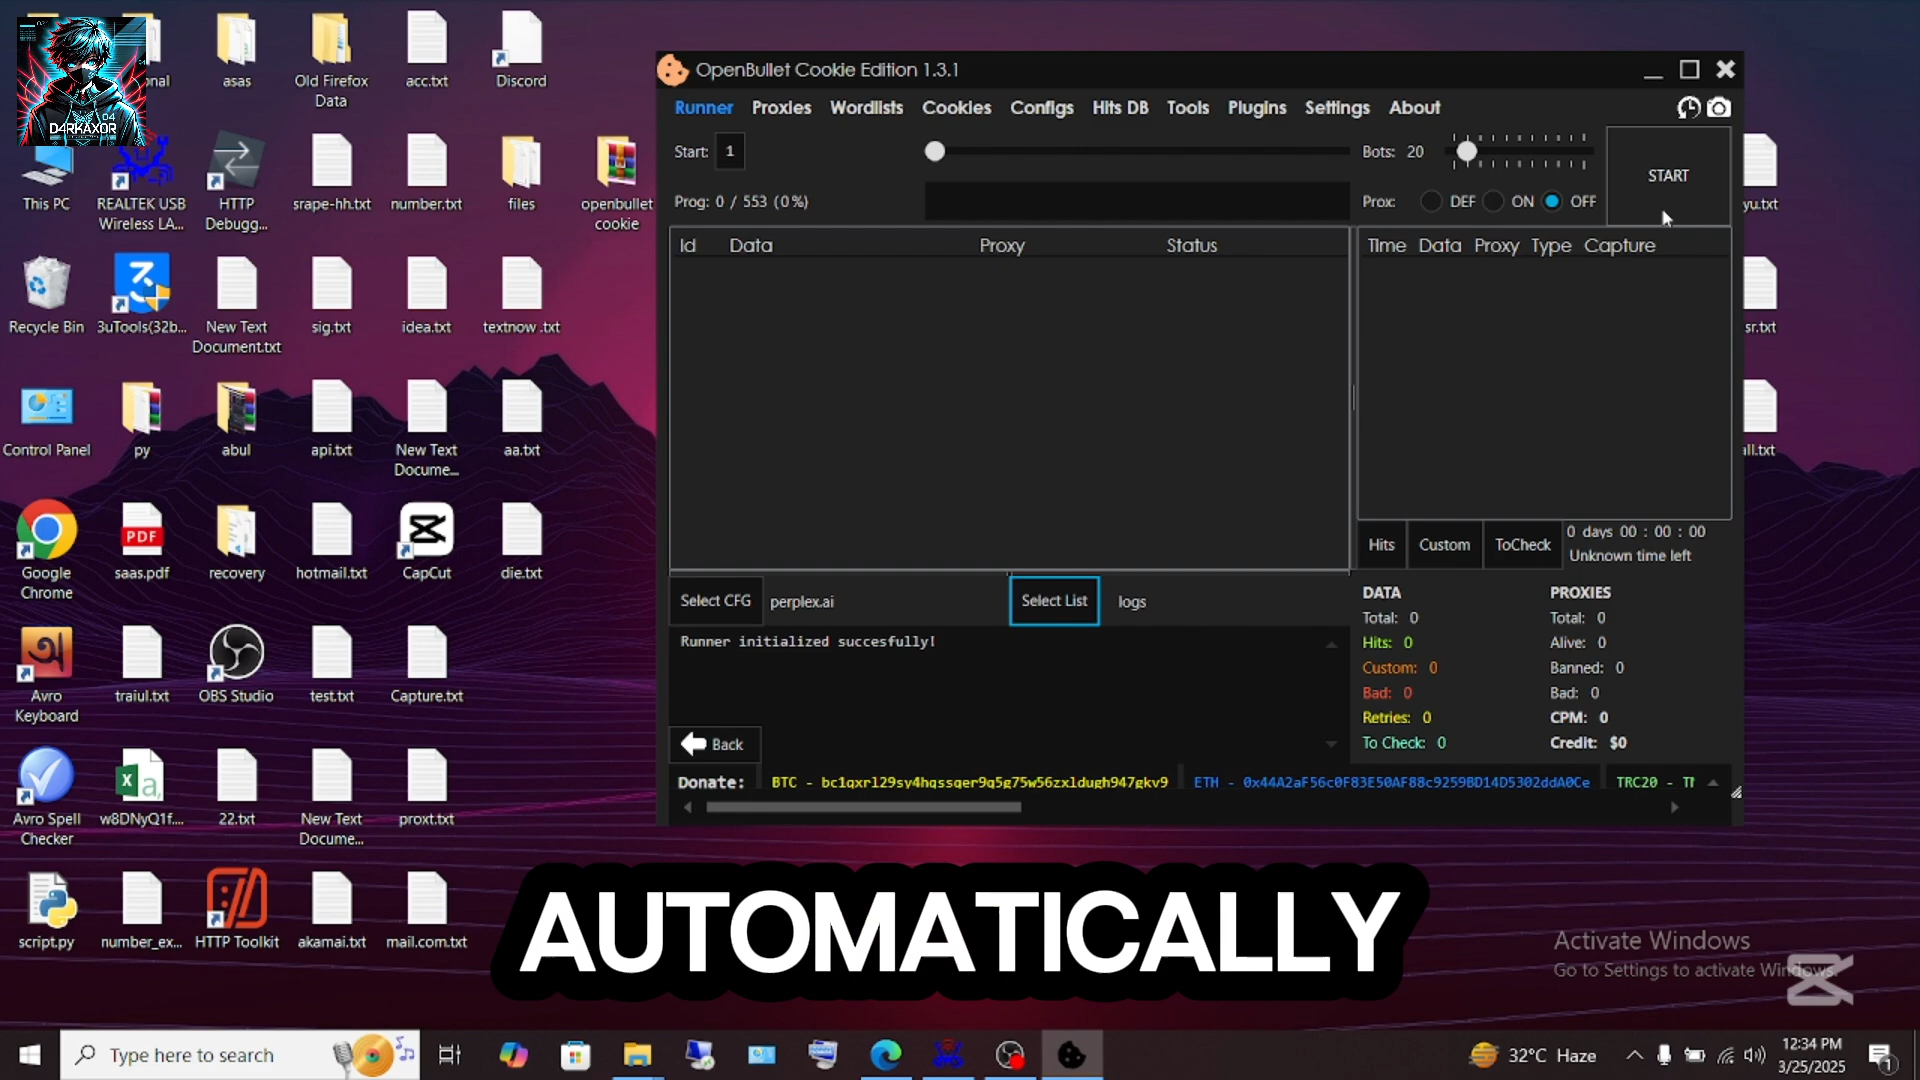 D4RKAXOR
04
onal
asas
Old Firefox
Data
acc.txt
Discord
This PC
REALTEK USB
Wireless LA...
HTTP
Debugg...
srape-hh.txt
number.txt
files
openbullet
cookie
Recycle Bin
3uTools(32b...
New Text
Document.txt
sig.txt
idea.txt
textnow .txt
Control Panel
py
abul
api.txt
New Text
Docume...
aa.txt
Google
Chrome
PDF
saas.pdf
recovery
hotmail.txt
CapCut
die.txt
Avro
Keyboard
traiul.txt
OBS Studio
test.txt
Capture.txt
Avro Spell
Checker
w8DNyQ1f....
22.txt
New Text
Docume...
proxt.txt
script.py
number_ex...
HTTP Toolkit
akamai.txt
mail.com.txt
yu.txt
sr.txt
all.txt
OpenBullet Cookie Edition 1.3.1
Runner Proxies Wordlists Cookies Configs Hits DB Tools Plugins Settings About
Start: 1
Bots: 20
START
Prog: 0 / 553 (0%)
Prox: DEF ON OFF
Id Data Proxy Status
Time Data Proxy Type Capture
Hits Custom ToCheck
0 days 00 : 00 : 00
Unknown time left
Select CFG perplex.ai Select List logs
Runner initialized succesfully!
DATA
Total: 0
Hits: 0
Custom: 0
Bad: 0
Retries: 0
To Check: 0
PROXIES
Total: 0
Alive: 0
Banned: 0
Bad: 0
CPM: 0
Credit: $0
Back
Donate: BTC - bc1qxrl29sy4hqssqer9q5g75w56zxldugh947gkv9 ETH - 0x44A2aF56c0F83E50AF88c9259BD14D5302ddA0Ce TRC20 -
AUTOMATICALLY
Activate Windows
Go to Settings to activate Windows.
Type here to search
32°C Haze
12:34 PM
3/25/2025
1